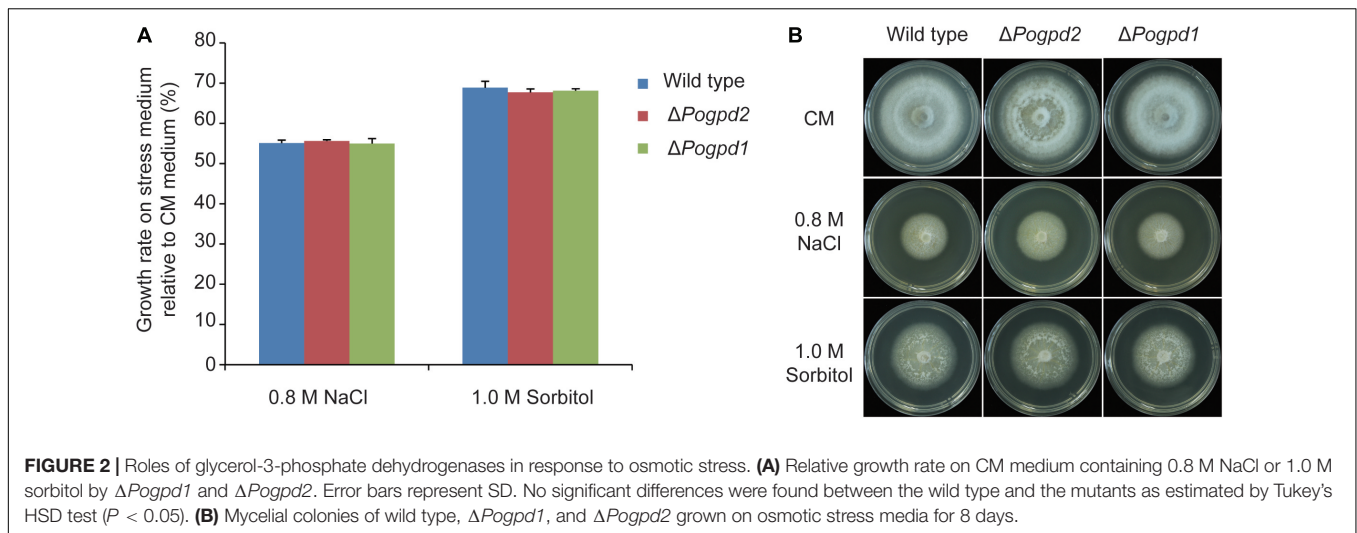 A
Growth rate on stress medium
relative to CM medium (%)
80
70
60
50
40
30
20
10
0
0.8 M NaCl
1.0 M Sorbitol
Wild type
ΔPogpd2
ΔPogpd1
B
Wild type
ΔPogpd2
ΔPogpd1
CM
0.8 M
NaCl
1.0 M
Sorbitol
FIGURE 2 | Roles of glycerol-3-phosphate dehydrogenases in response to osmotic stress. (A) Relative growth rate on CM medium containing 0.8 M NaCl or 1.0 M
sorbitol by ΔPogpd1 and ΔPogpd2. Error bars represent SD. No significant differences were found between the wild type and the mutants as estimated by Tukey's
HSD test (P < 0.05). (B) Mycelial colonies of wild type, ΔPogpd1, and ΔPogpd2 grown on osmotic stress media for 8 days.